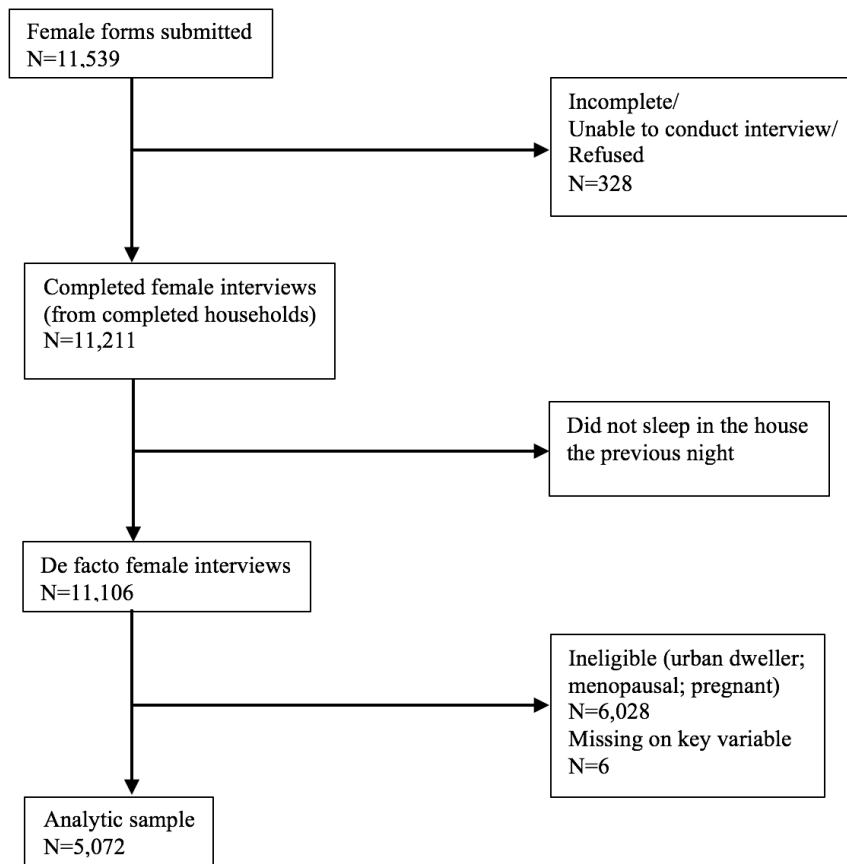 Female forms submitted
N=11,539
Incomplete/
Unable to conduct interview/
Refused
N=328
Completed female interviews
(from completed households)
N=11,211
Did not sleep in the house
the previous night
De facto female interviews
N=11,106
Ineligible (urban dweller;
menopausal; pregnant)
N=6,028
Missing on key variable
N=6
Analytic sample
N=5,072